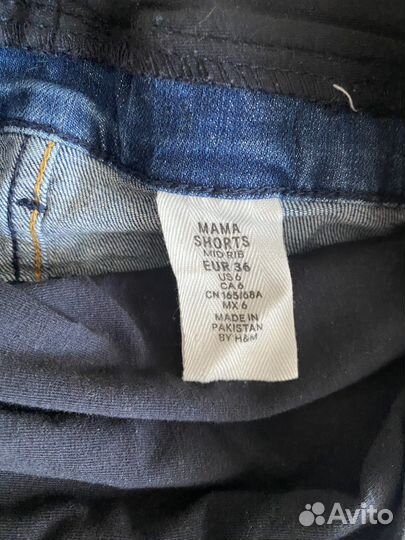 MAMA
SHORTS
MID RIB
EUR 36
US 6
CA 6
CN 165/68A
MX 6
MADE IN
PAKISTAN
BY H&M
Avito